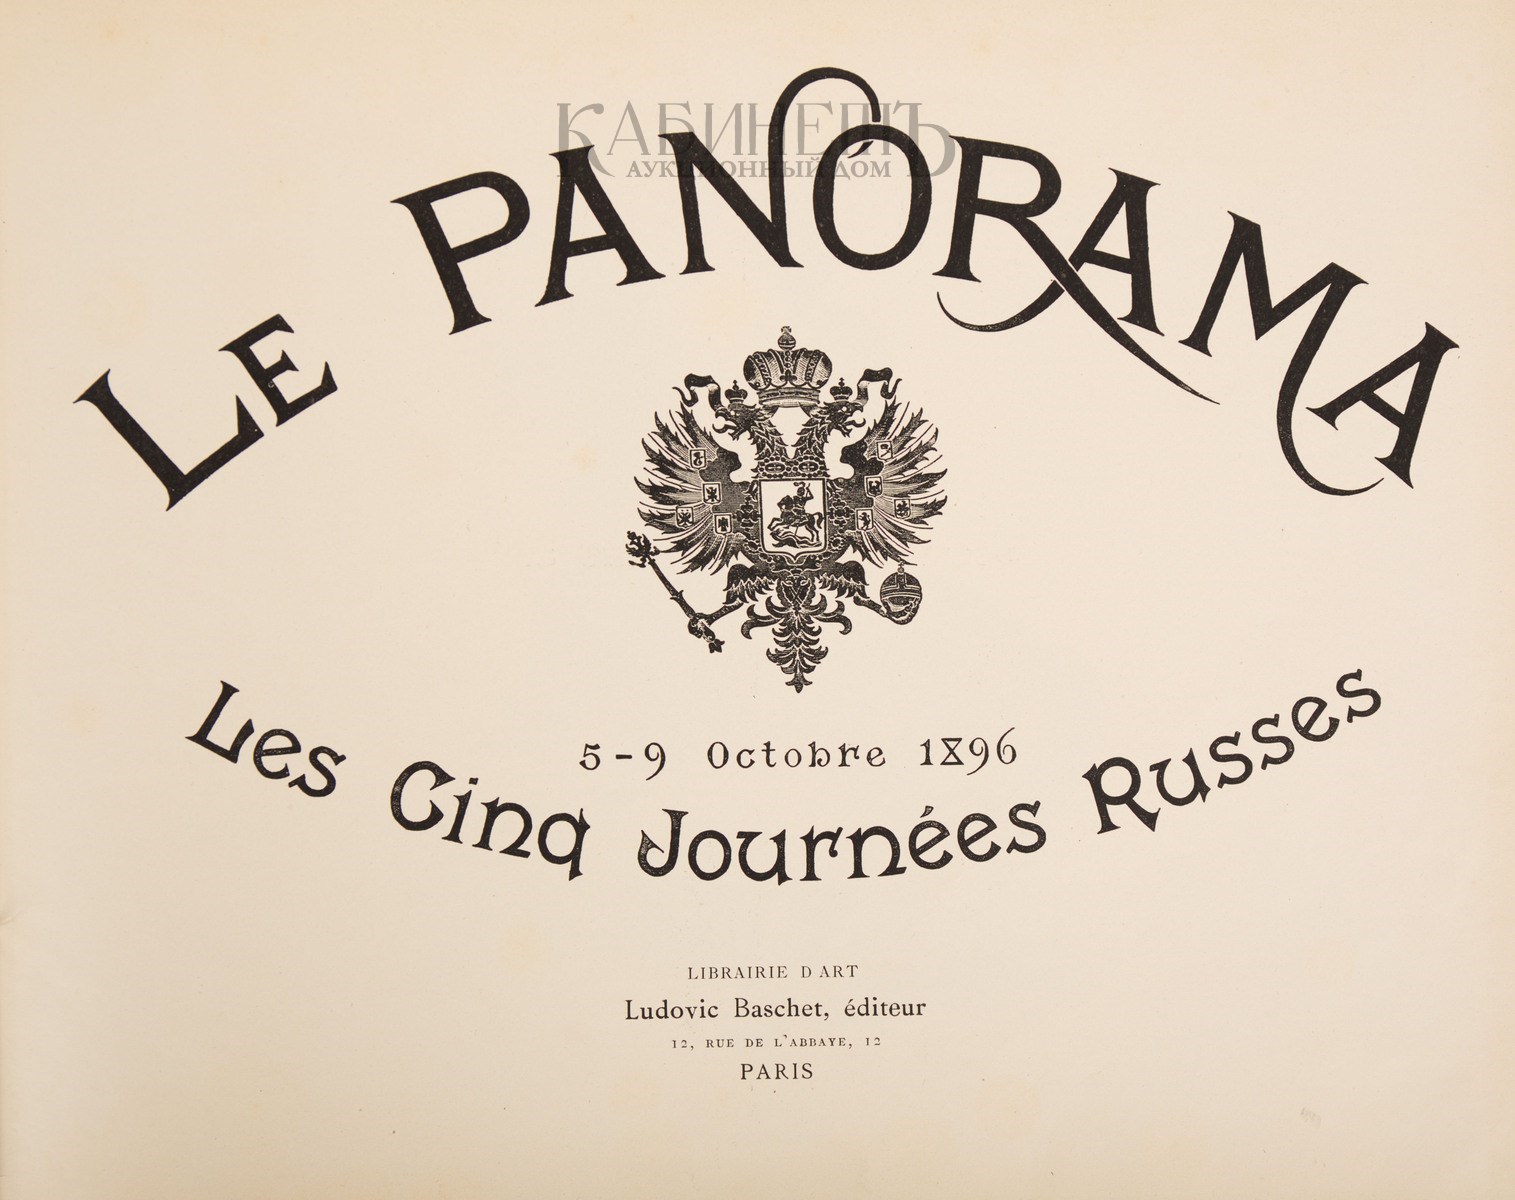 КАБИНЕТЪ
АУКЦИОННЫЙ ДОМ
LE PANORAMA
5-9 Octobre 1896
Les Cinq Journées Russes
LIBRAIRIE D'ART
Ludovic Baschet, éditeur
12, RUE DE L'ABBAYE, 12
PARIS